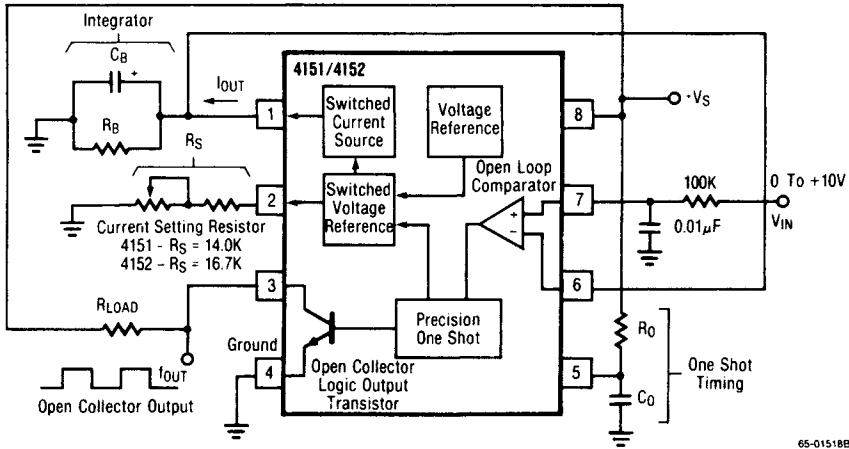 Integrator
CB
+
IOUT
RB
RS
Current Setting Resistor
4151 - RS = 14.0K
4152 - RS = 16.7K
RLOAD
fOUT
Open Collector Output
4151/4152
1
Switched
Current
Source
Voltage
Reference
8
+VS
2
Switched
Voltage
Reference
Open Loop
Comparator
+
−
7
100K
0.01µF
0 To +10V
VIN
3
6
Precision
One Shot
Ground
4
Open Collector
Logic Output
Transistor
5
RO
CO
One Shot
Timing
65-01518B